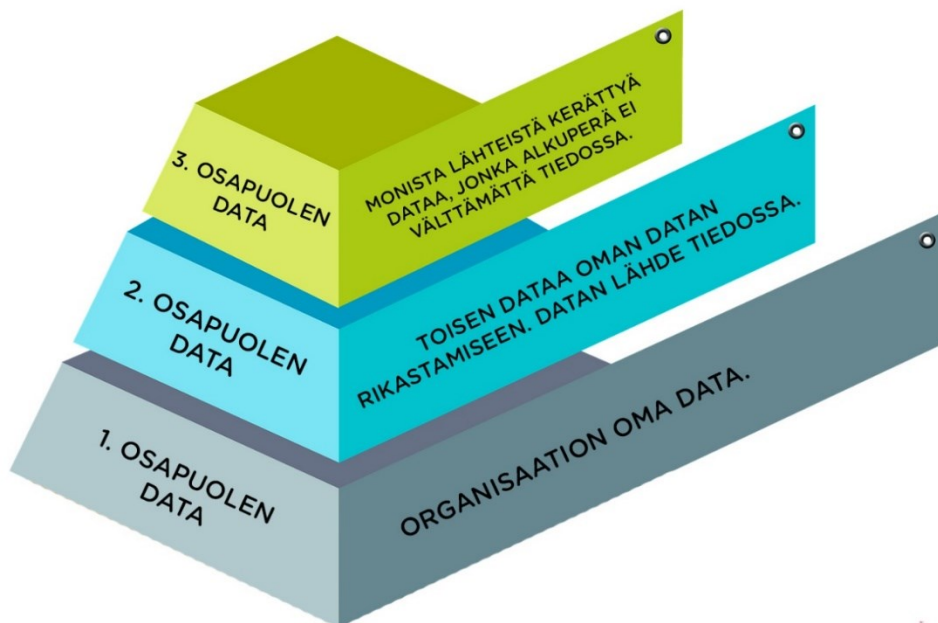 3. OSAPUOLEN
DATA
MONISTA LÄHTEISTÄ KERÄTTYÄ
DATAA, JONKA ALKUPERÄ EI
VÄLTTÄMÄTTÄ TIEDOSSA.
2. OSAPUOLEN
DATA
TOISEN DATAA OMAN DATAN
RIKASTAMISEEN. DATAN LÄHDE TIEDOSSA.
1. OSAPUOLEN
DATA
ORGANISAATION OMA DATA.